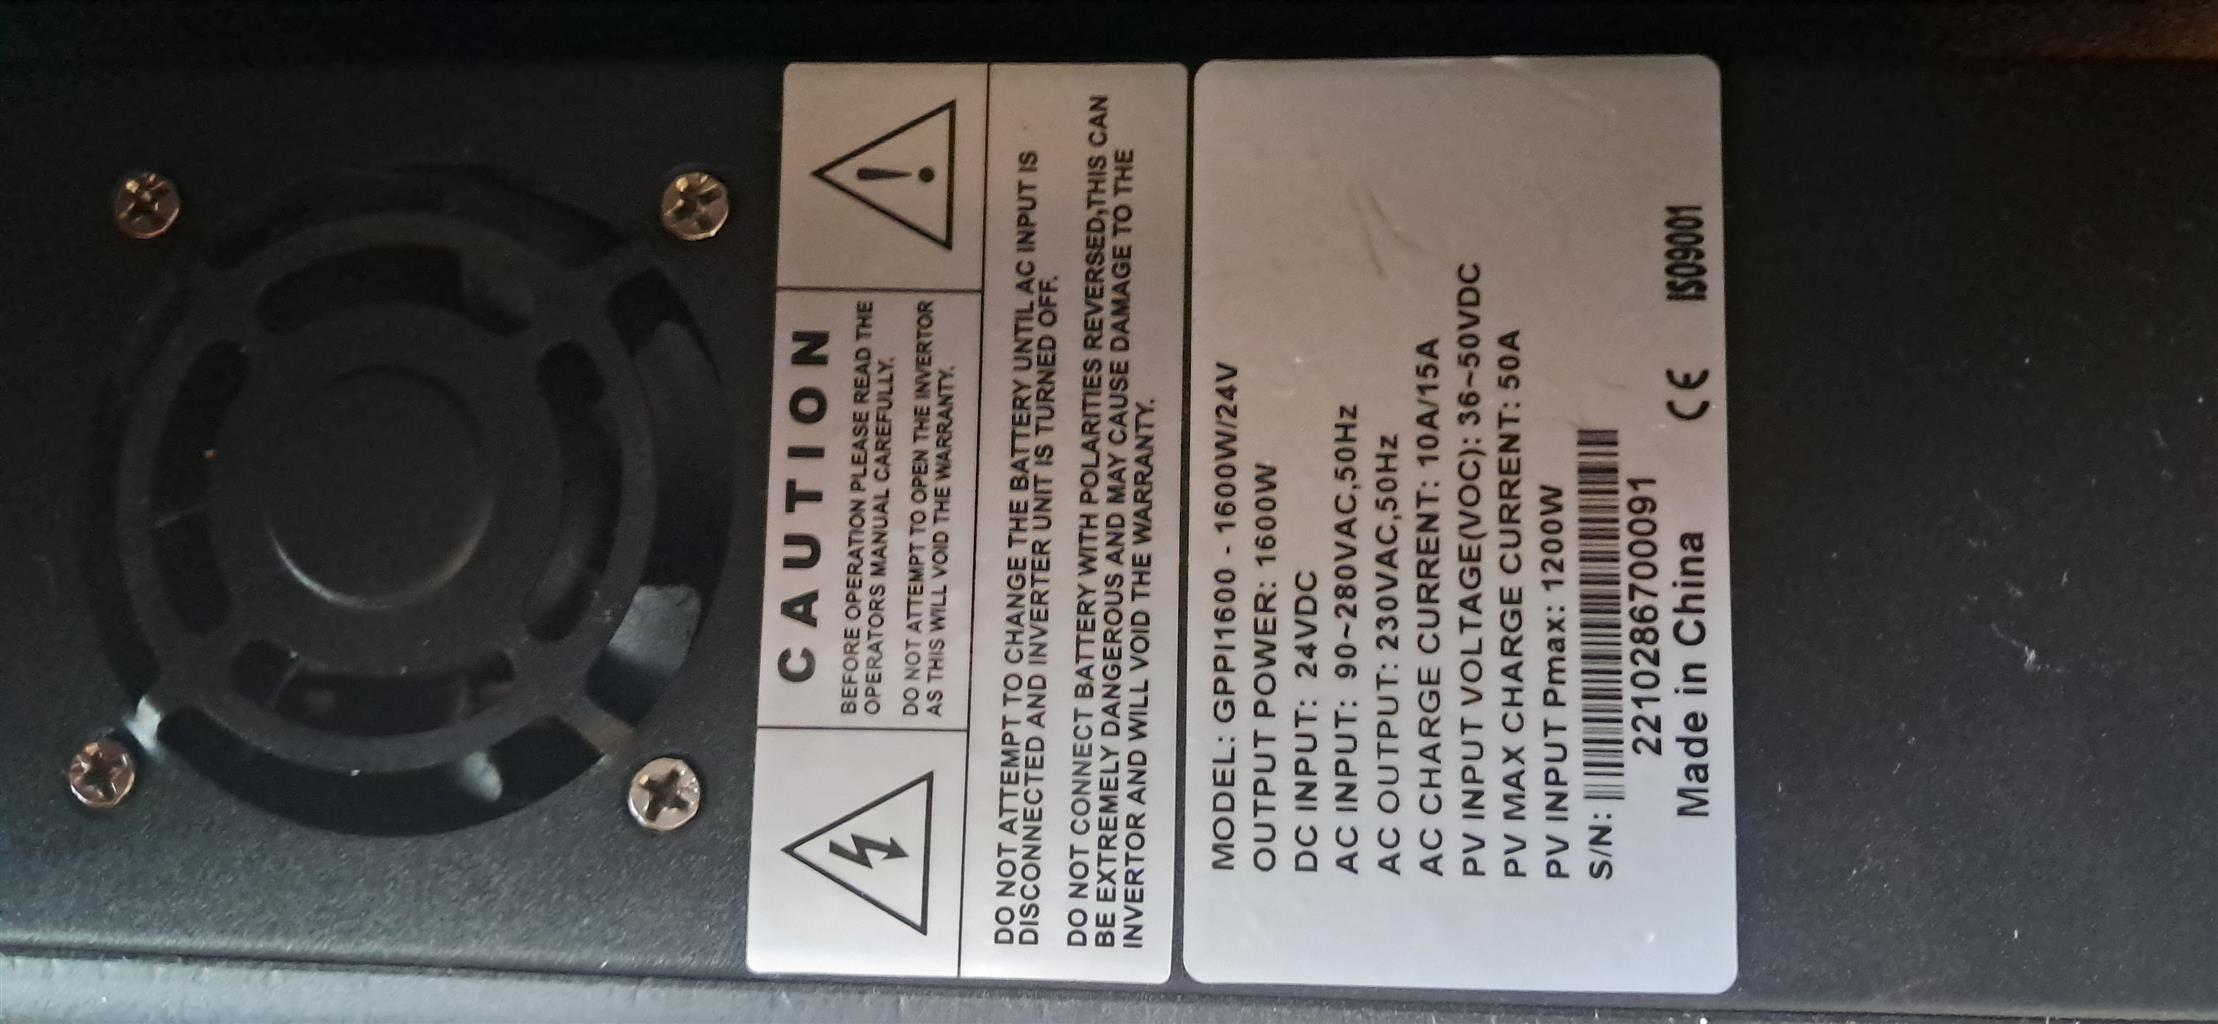 CAUTION
BEFORE OPERATION PLEASE READ THE
OPERATORS MANUAL CAREFULLY.
DO NOT ATTEMPT TO OPEN THE INVERTOR
AS THIS WILL VOID THE WARRANTY.
DO NOT ATTEMPT TO CHANGE THE BATTERY UNTIL AC INPUT IS
DISCONNECTED AND INVERTER UNIT IS TURNED OFF.
DO NOT CONNECT BATTERY WITH POLARITIES REVERSED,THIS CAN
BE EXTREMELY DANGEROUS AND MAY CAUSE DAMAGE TO THE
INVERTOR AND WILL VOID THE WARRANTY.
MODEL: GPPI1600 - 1600W/24V
OUTPUT POWER: 1600W
DC INPUT: 24VDC
AC INPUT: 90~280VAC,50HZ
AC OUTPUT: 230VAC,50HZ
AC CHARGE CURRENT: 10A/15A
PV INPUT VOLTAGE(VOC): 36~50VDC
PV MAX CHARGE CURRENT: 50A
PV INPUT Pmax: 1200W
S/N:
2210286700091
Made in China CE ISO9001